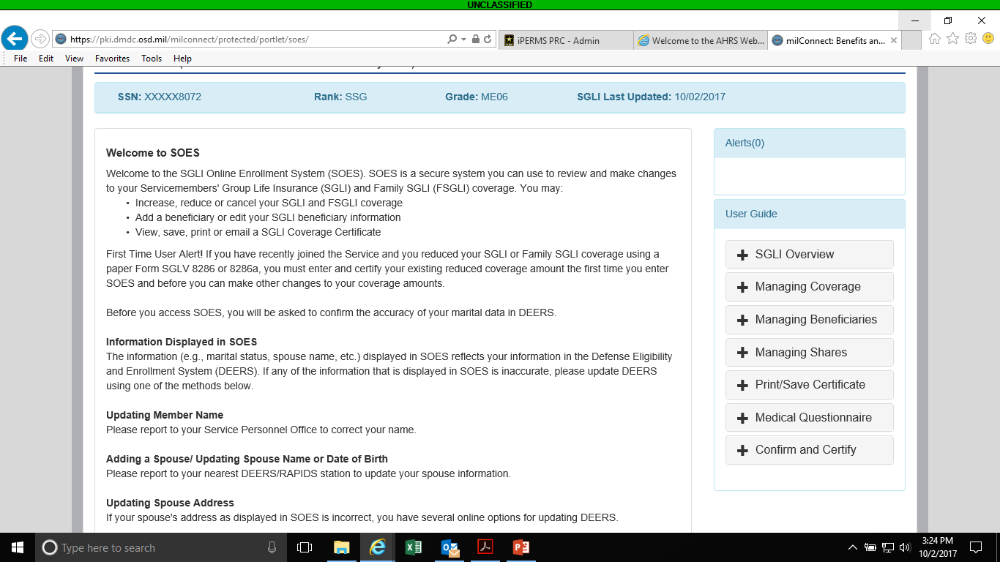 UNCLASSIFIED
https://pki.dmdc.osd.mil/milconnect/protected/portlet/soes/
iPERMS PRC - Admin
Welcome to the AHRS Web...
milConnect: Benefits an...
File Edit View Favorites Tools Help
SSN: XXXXX8072 Rank: SSG Grade: ME06 SGLI Last Updated: 10/02/2017
Welcome to SOES
Welcome to the SGLI Online Enrollment System (SOES). SOES is a secure system you can use to review and make changes
to your Servicemembers' Group Life Insurance (SGLI) and Family SGLI (FSGLI) coverage. You may:
• Increase, reduce or cancel your SGLI and FSGLI coverage
• Add a beneficiary or edit your SGLI beneficiary information
• View, save, print or email a SGLI Coverage Certificate
First Time User Alert! If you have recently joined the Service and you reduced your SGLI or Family SGLI coverage using a
paper Form SGLV 8286 or 8286a, you must enter and certify your existing reduced coverage amount the first time you enter
SOES and before you can make other changes to your coverage amounts.
Before you access SOES, you will be asked to confirm the accuracy of your marital data in DEERS.
Information Displayed in SOES
The information (e.g., marital status, spouse name, etc.) displayed in SOES reflects your information in the Defense Eligibility
and Enrollment System (DEERS). If any of the information that is displayed in SOES is inaccurate, please update DEERS
using one of the methods below.
Updating Member Name
Please report to your Service Personnel Office to correct your name.
Adding a Spouse/ Updating Spouse Name or Date of Birth
Please report to your nearest DEERS/RAPIDS station to update your spouse information.
Updating Spouse Address
If your spouse's address as displayed in SOES is incorrect, you have several online options for updating DEERS.
Alerts(0)
User Guide
SGLI Overview
Managing Coverage
Managing Beneficiaries
Managing Shares
Print/Save Certificate
Medical Questionnaire
Confirm and Certify
Type here to search
3:24 PM
10/2/2017